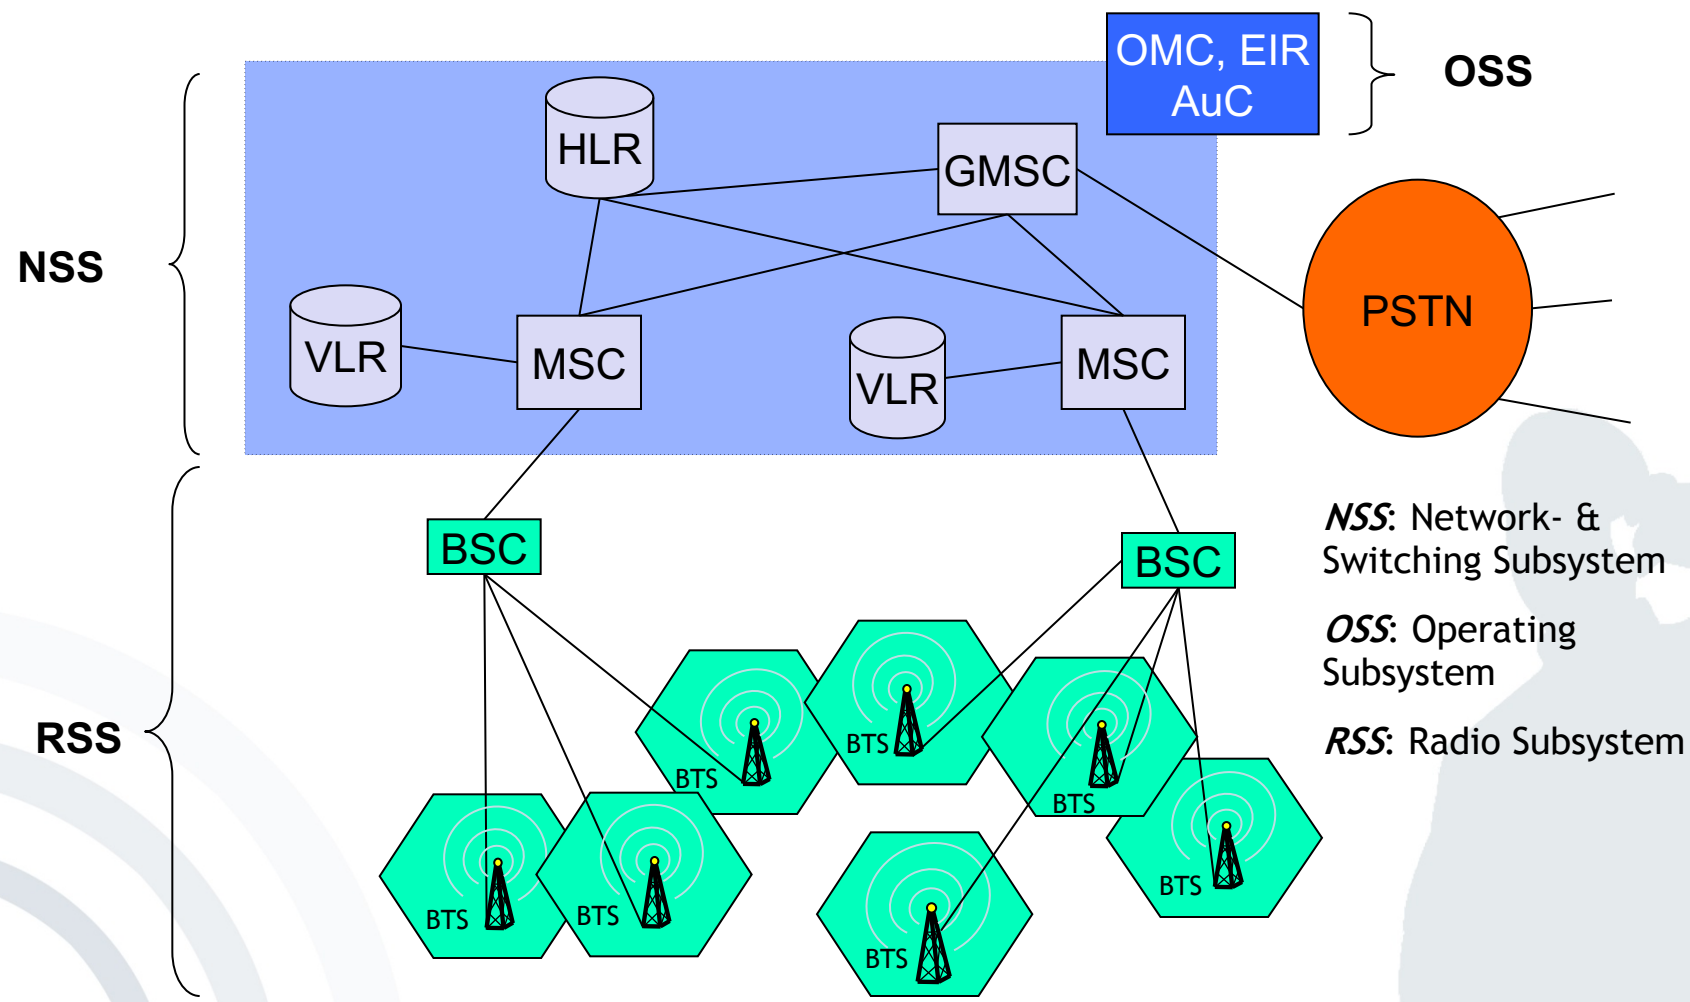 OMC, EIR
AuC
OSS
HLR
GMSC
NSS
PSTN
VLR
MSC
VLR
MSC
NSS: Network- &
Switching Subsystem
BSC
BSC
OSS: Operating
Subsystem
RSS
RSS: Radio Subsystem
BTS
BTS
BTS
BTS
BTS
BTS
BTS